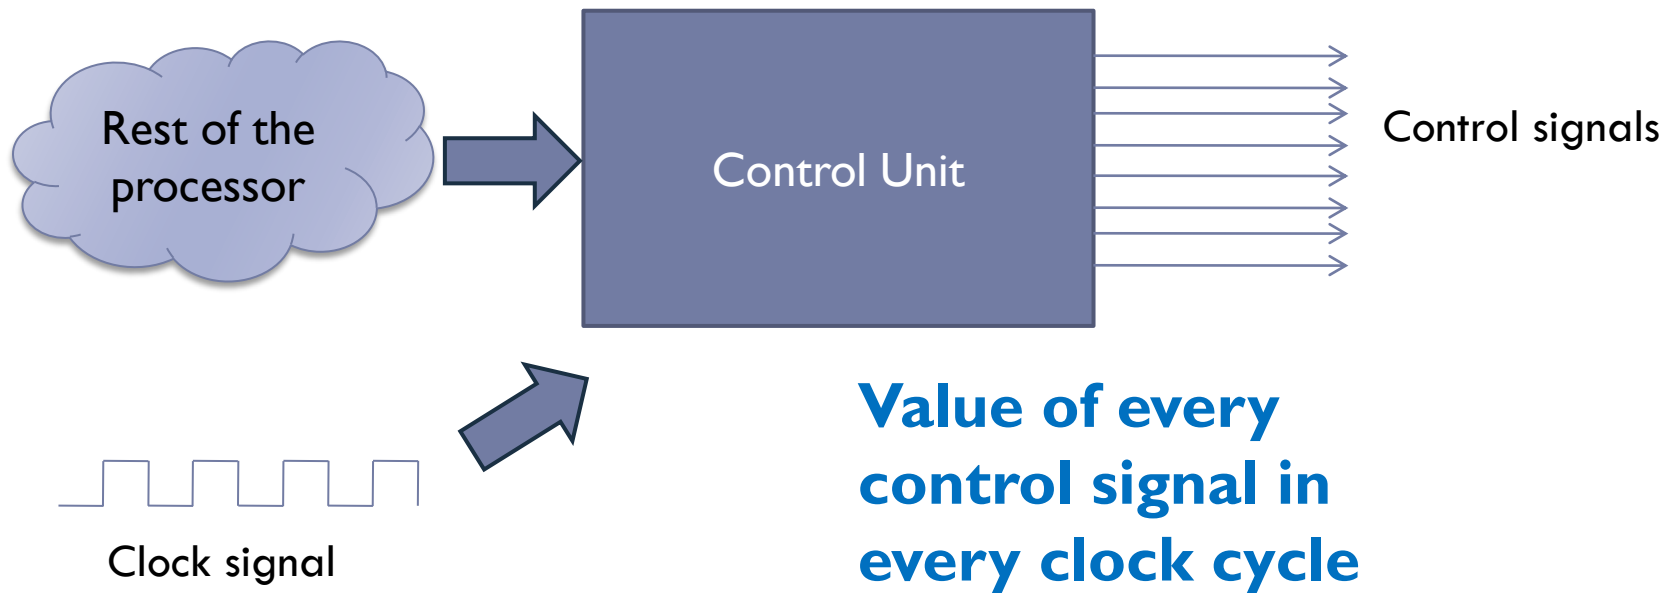 Rest of the
processor
Control Unit
Control signals
Clock signal
Value of every
control signal in
every clock cycle